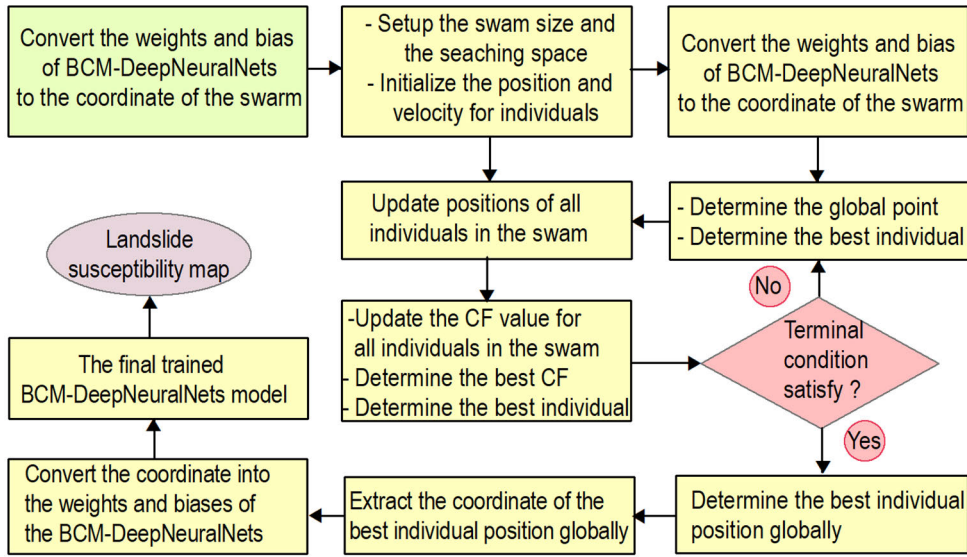 Convert the weights and bias
of BCM-DeepNeuralNets
to the coordinate of the swarm
- Setup the swam size and
the seaching space
- Initialize the position and
velocity for individuals
Convert the weights and bias
of BCM-DeepNeuralNets
to the coordinate of the swarm
Update positions of all
individuals in the swam
- Determine the global point
- Determine the best individual
Landslide
susceptibility map
No
-Update the CF value for
all individuals in the swam
- Determine the best CF
- Determine the best individual
Terminal
condition
satisfy ?
The final trained
BCM-DeepNeuralNets model
Yes
Convert the coordinate into
the weights and biases of
the BCM-DeepNeuralNets
Extract the coordinate of the
best individual position globally
Determine the best individual
position globally